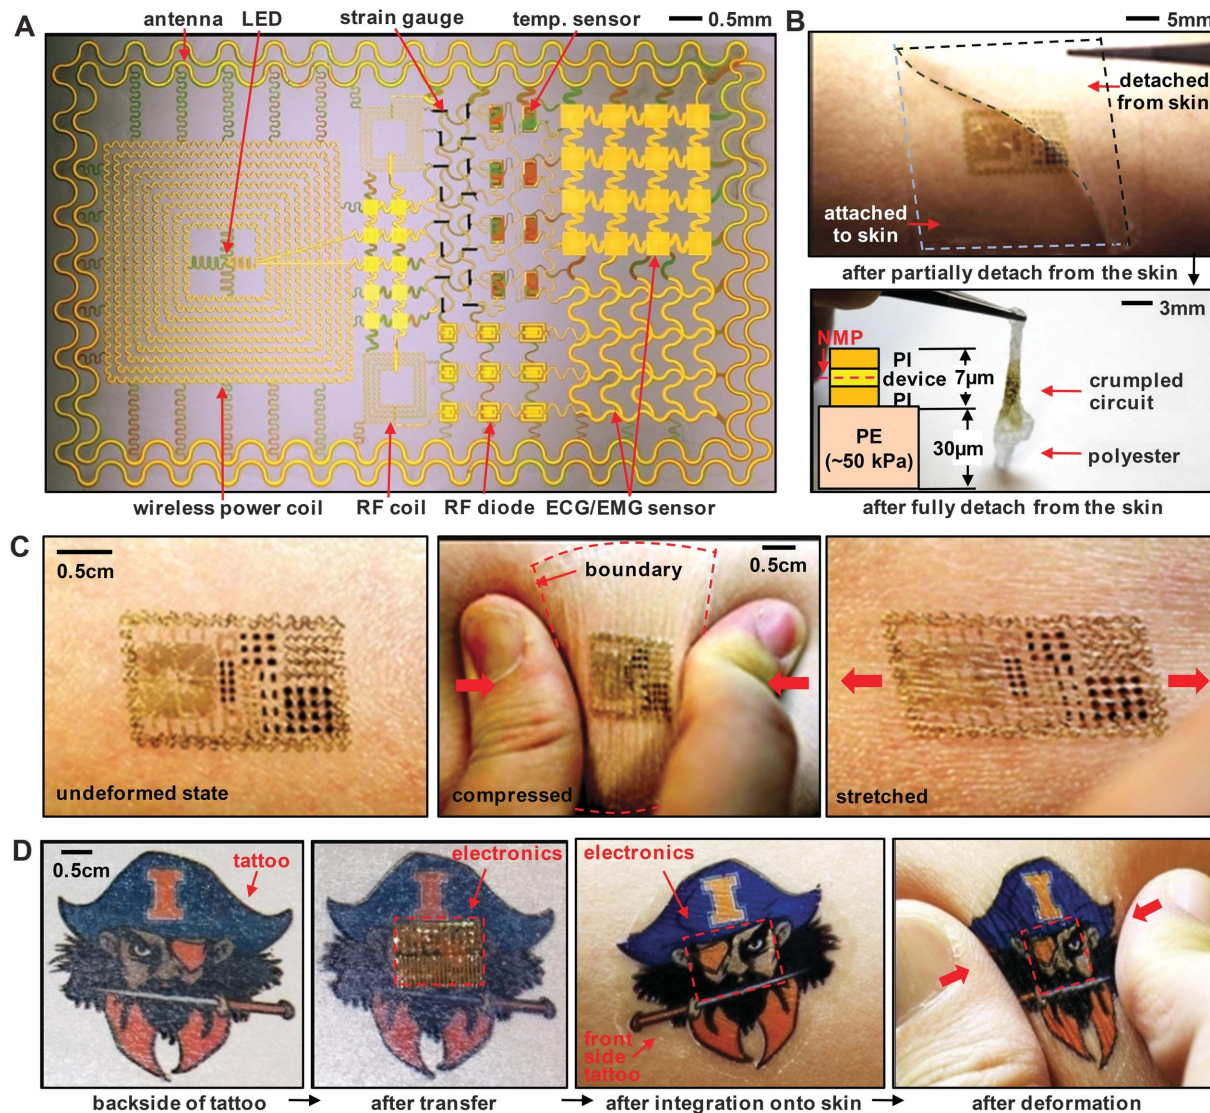 A
antenna
LED
strain gauge
temp. sensor
0.5mm
wireless power coil
RF coil
RF diode
ECG/EMG sensor
B
5mm
detached
from skin
attached
to skin
after partially detach from the skin
3mm
NMP
PI
device
PI
7µm
PE
(~50 kPa)
30µm
crumpled
circuit
polyester
after fully detach from the skin
C
0.5cm
undeformed state
boundary
0.5cm
compressed
stretched
D
0.5cm
tattoo
I
backside of tattoo
electronics
I
after transfer
electronics
I
front
side
tattoo
after integration onto skin
I
after deformation